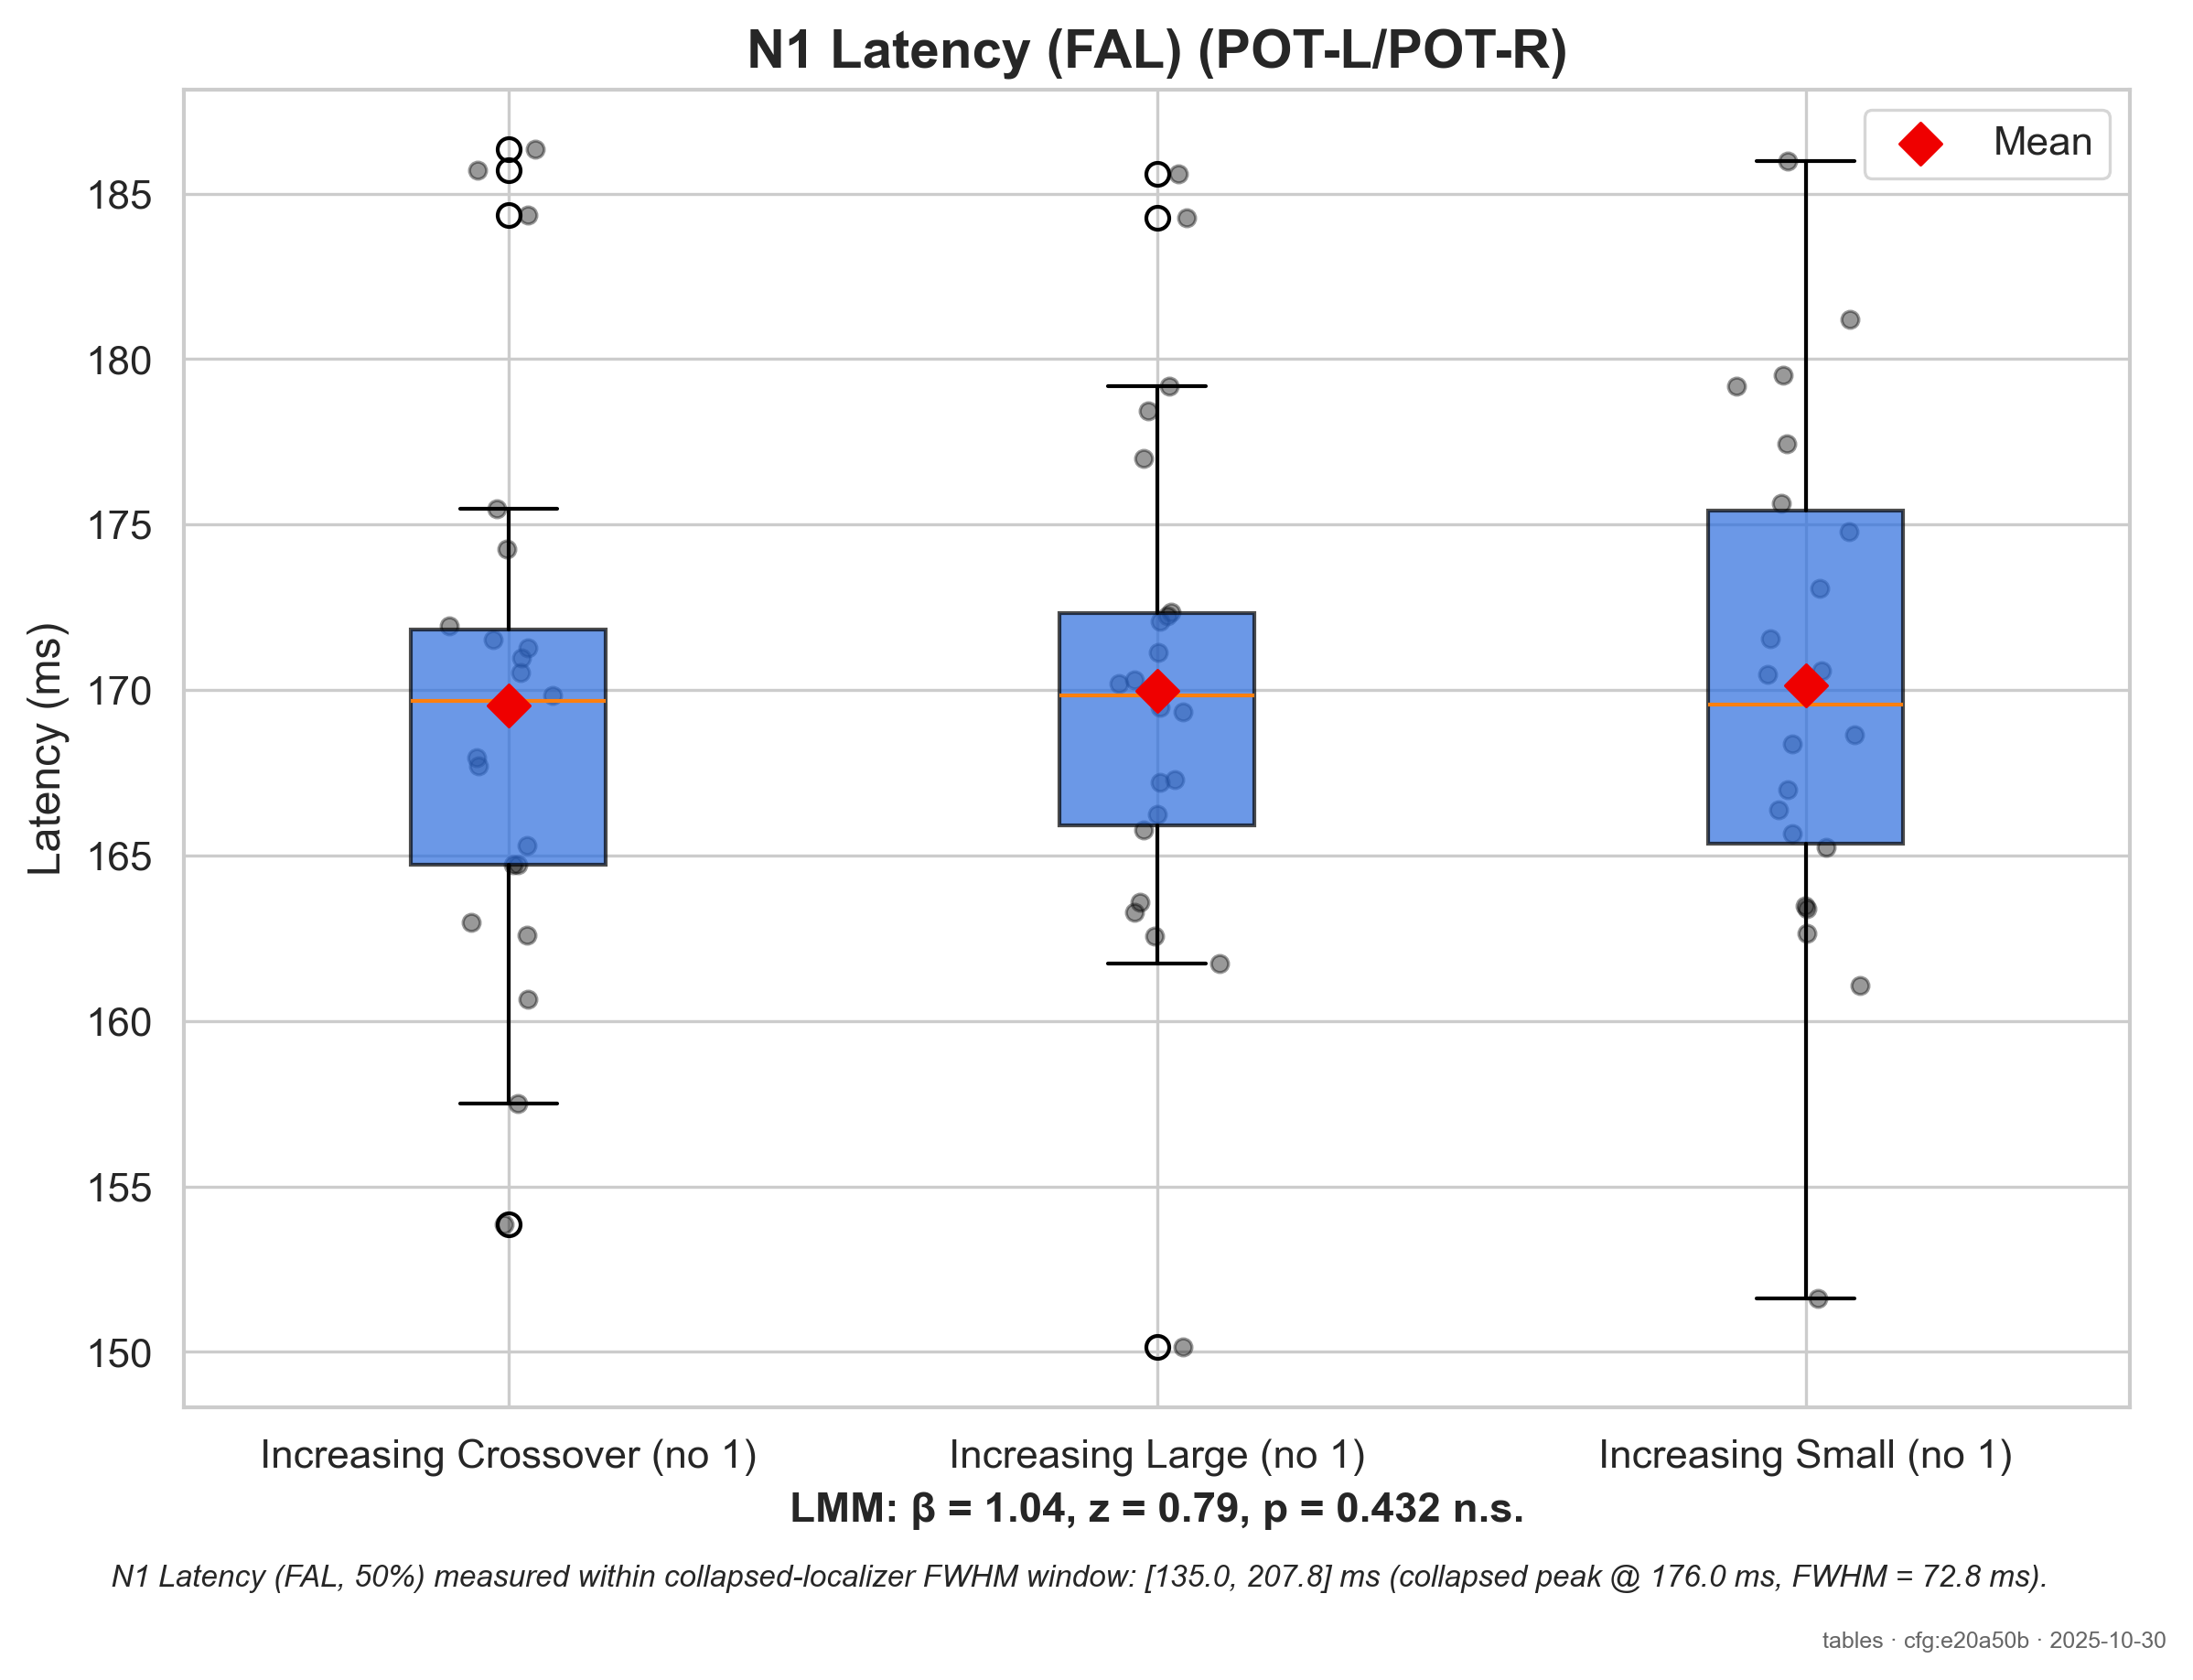 N1 Latency (FAL) (POT-L/POT-R)
Mean
Latency (ms)
185
180
175
170
165
160
155
150
Increasing Crossover (no 1)
Increasing Large (no 1)
Increasing Small (no 1)
LMM: β = 1.04, z = 0.79, p = 0.432 n.s.
N1 Latency (FAL, 50%) measured within collapsed-localizer FWHM window: [135.0, 207.8] ms (collapsed peak @ 176.0 ms, FWHM = 72.8 ms).
tables · cfg:e20a50b · 2025-10-30